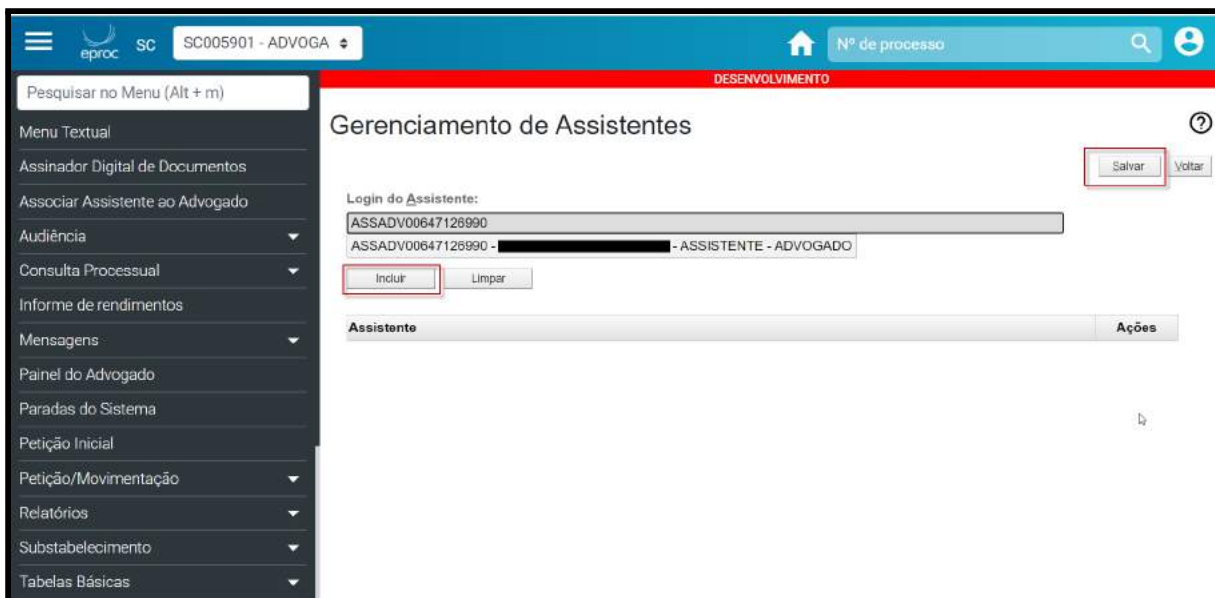 eproc SC SC005901 - ADVOGA Nº de processo
DESENVOLVIMENTO
Pesquisar no Menu (Alt + m)
Menu Textual
Assinador Digital de Documentos
Associar Assistente ao Advogado
Audiência
Consulta Processual
Informe de rendimentos
Mensagens
Painel do Advogado
Paradas do Sistema
Petição Inicial
Petição/Movimentação
Relatórios
Substabelecimento
Tabelas Básicas
Gerenciamento de Assistentes
?
Salvar Voltar
Login do Assistente:
ASSADV00647126990
ASSADV00647126990 - - ASSISTENTE - ADVOGADO
Incluir Limpar
Assistente Ações